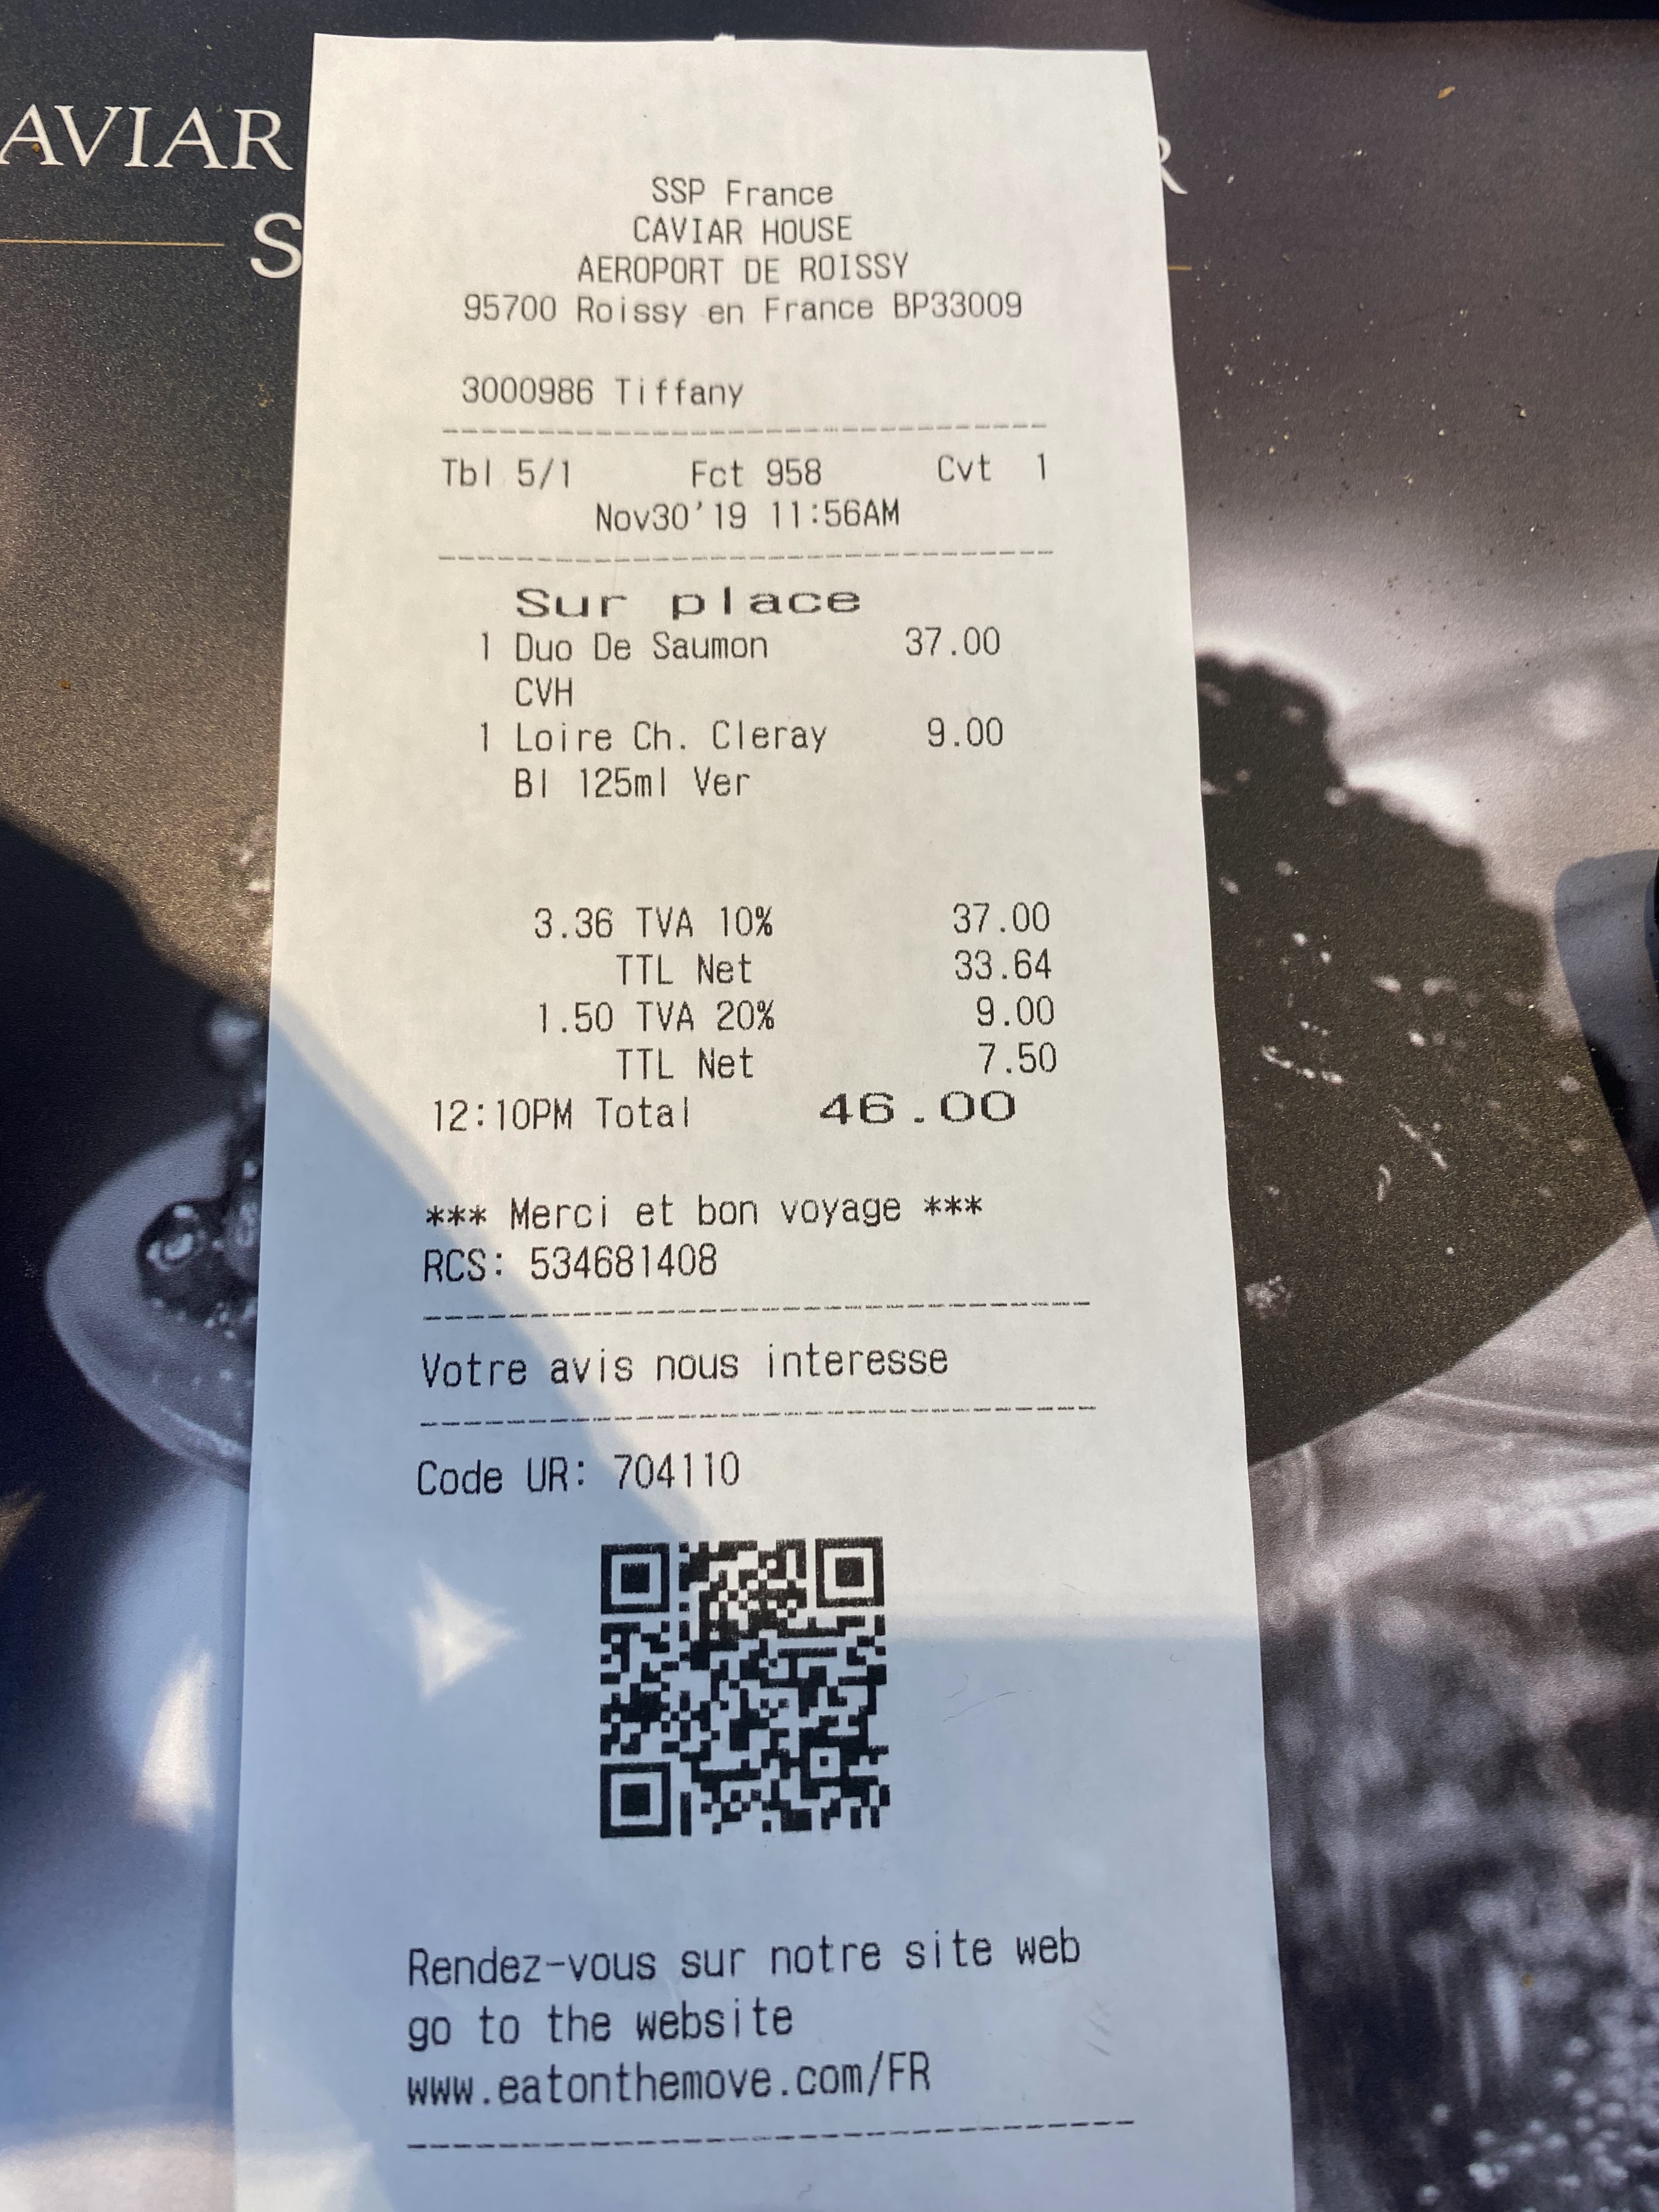 AVIAR
R
S
SSP France
CAVIAR HOUSE
AEROPORT DE ROISSY
95700 Roissy en France BP33009
3000986 Tiffany
Tbl 5/1 Fct 958 Cvt 1
Nov30'19 11:56AM
Sur place
1 Duo De Saumon 37.00
CVH
1 Loire Ch. Cleray 9.00
Bl 125ml Ver
3.36 TVA 10% 37.00
TTL Net 33.64
1.50 TVA 20% 9.00
TTL Net 7.50
12:10PM Total 46.00
*** Merci et bon voyage ***
RCS: 534681408
Votre avis nous interesse
Code UR: 704110
Rendez-vous sur notre site web
go to the website
www.eatonthemove.com/FR